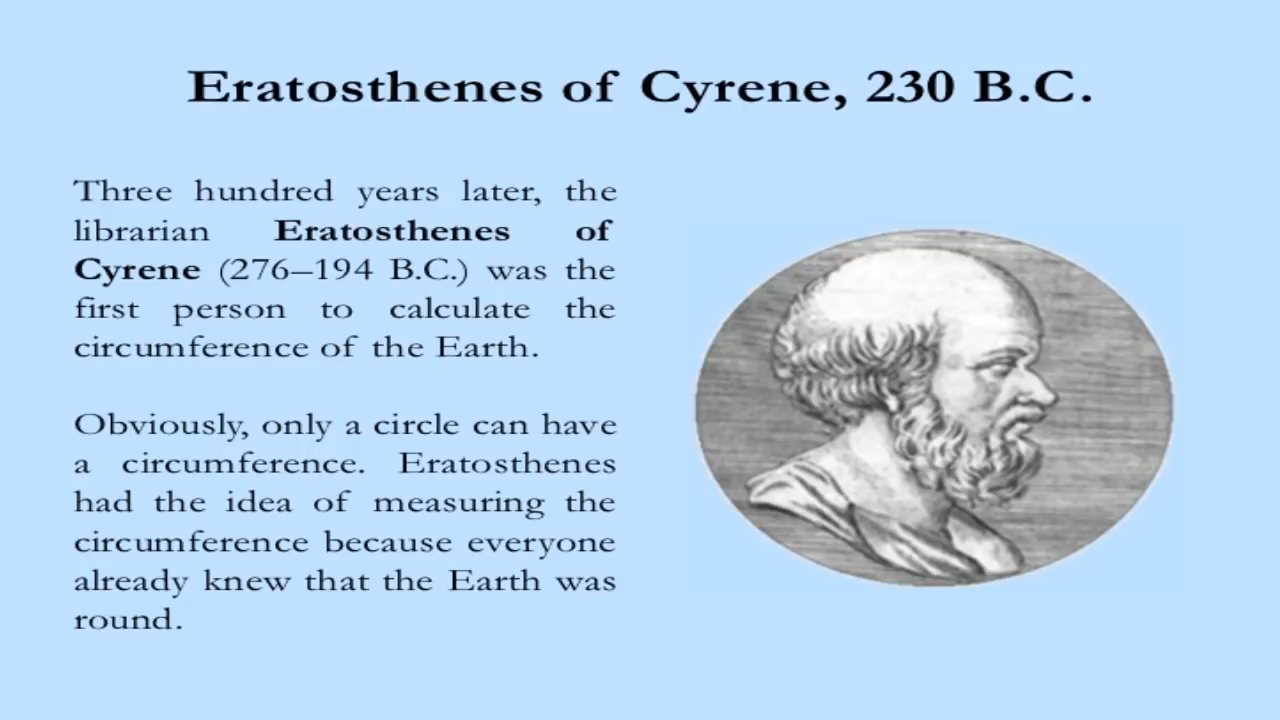 Eratosthenes of Cyrene, 230 B.C.
Three hundred years later, the
librarian Eratosthenes of
Cyrene (276–194 B.C.) was the
first person to calculate the
circumference of the Earth.
Obviously, only a circle can have
a circumference. Eratosthenes
had the idea of measuring the
circumference because everyone
already knew that the Earth was
round.